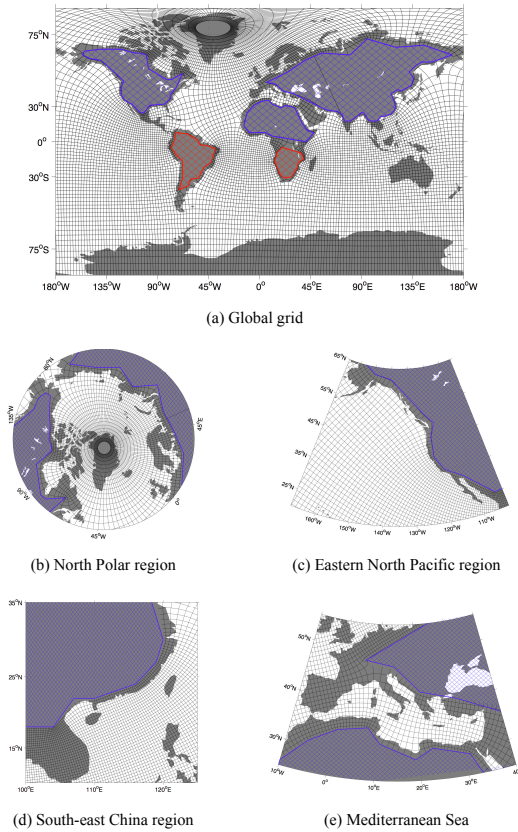 75°N
30°N
0°
30°S
75°S
180°W 135°W 90°W 45°W 0° 45°E 90°E 135°E 180°W
(a) Global grid
60°N
135°W
45°E
90°W
0°
45°W
(b) North Polar region
65°N
55°N
45°N
35°N
25°N
160°W 150°W 140°W 130°W 120°W 110°W
(c) Eastern North Pacific region
35°N
25°N
15°N
100°E 110°E 120°E
(d) South-east China region
50°N
40°N
30°N
10°W 0° 10°E 20°E 30°E 40°
(e) Mediterranean Sea